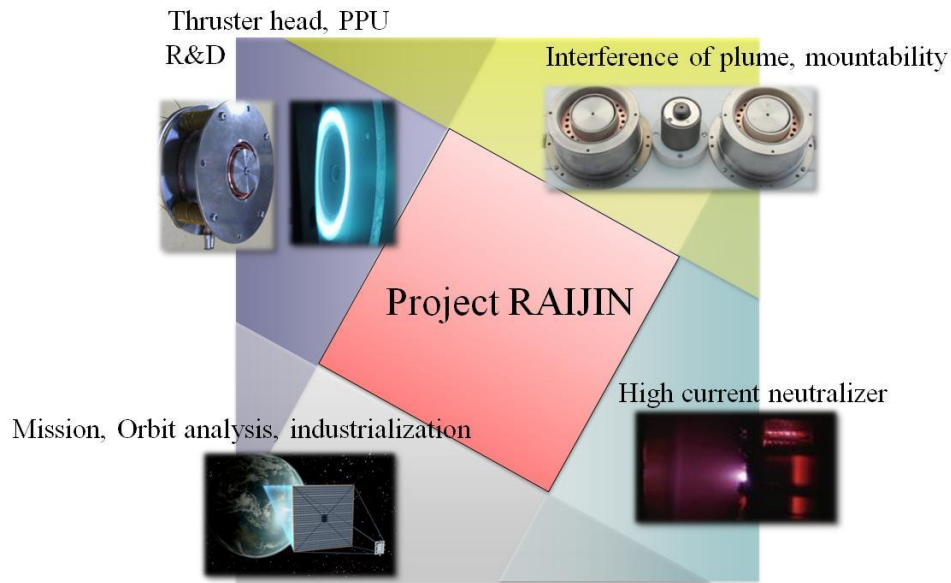 Thruster head, PPU
R&D
Interference of plume, mountability
Project RAIJIN
High current neutralizer
Mission, Orbit analysis, industrialization